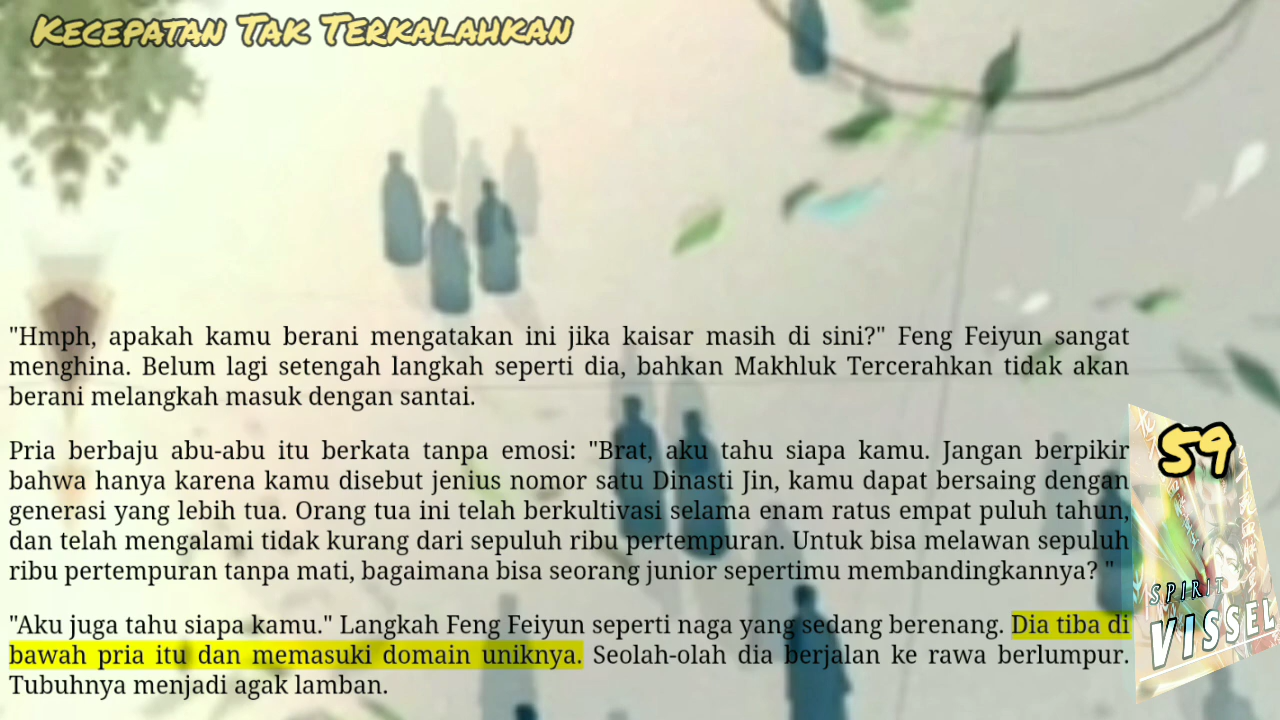 Kecepatan Tak Terkalahkan
"Hmph, apakah kamu berani mengatakan ini jika kaisar masih di sini?" Feng Feiyun sangat
menghina. Belum lagi setengah langkah seperti dia, bahkan Makhluk Tercerahkan tidak akan
berani melangkah masuk dengan santai.
Pria berbaju abu-abu itu berkata tanpa emosi: "Brat, aku tahu siapa kamu. Jangan berpikir
bahwa hanya karena kamu disebut jenius nomor satu Dinasti Jin, kamu dapat bersaing dengan
generasi yang lebih tua. Orang tua ini telah berkultivasi selama enam ratus empat puluh tahun,
dan telah mengalami tidak kurang dari sepuluh ribu pertempuran. Untuk bisa melawan sepuluh
ribu pertempuran tanpa mati, bagaimana bisa seorang junior sepertimu membandingkannya? "
"Aku juga tahu siapa kamu." Langkah Feng Feiyun seperti naga yang sedang berenang. Dia tiba di
bawah pria itu dan memasuki domain uniknya. Seolah-olah dia berjalan ke rawa berlumpur.
Tubuhnya menjadi agak lamban.
59
SPIRIT
VISSEL